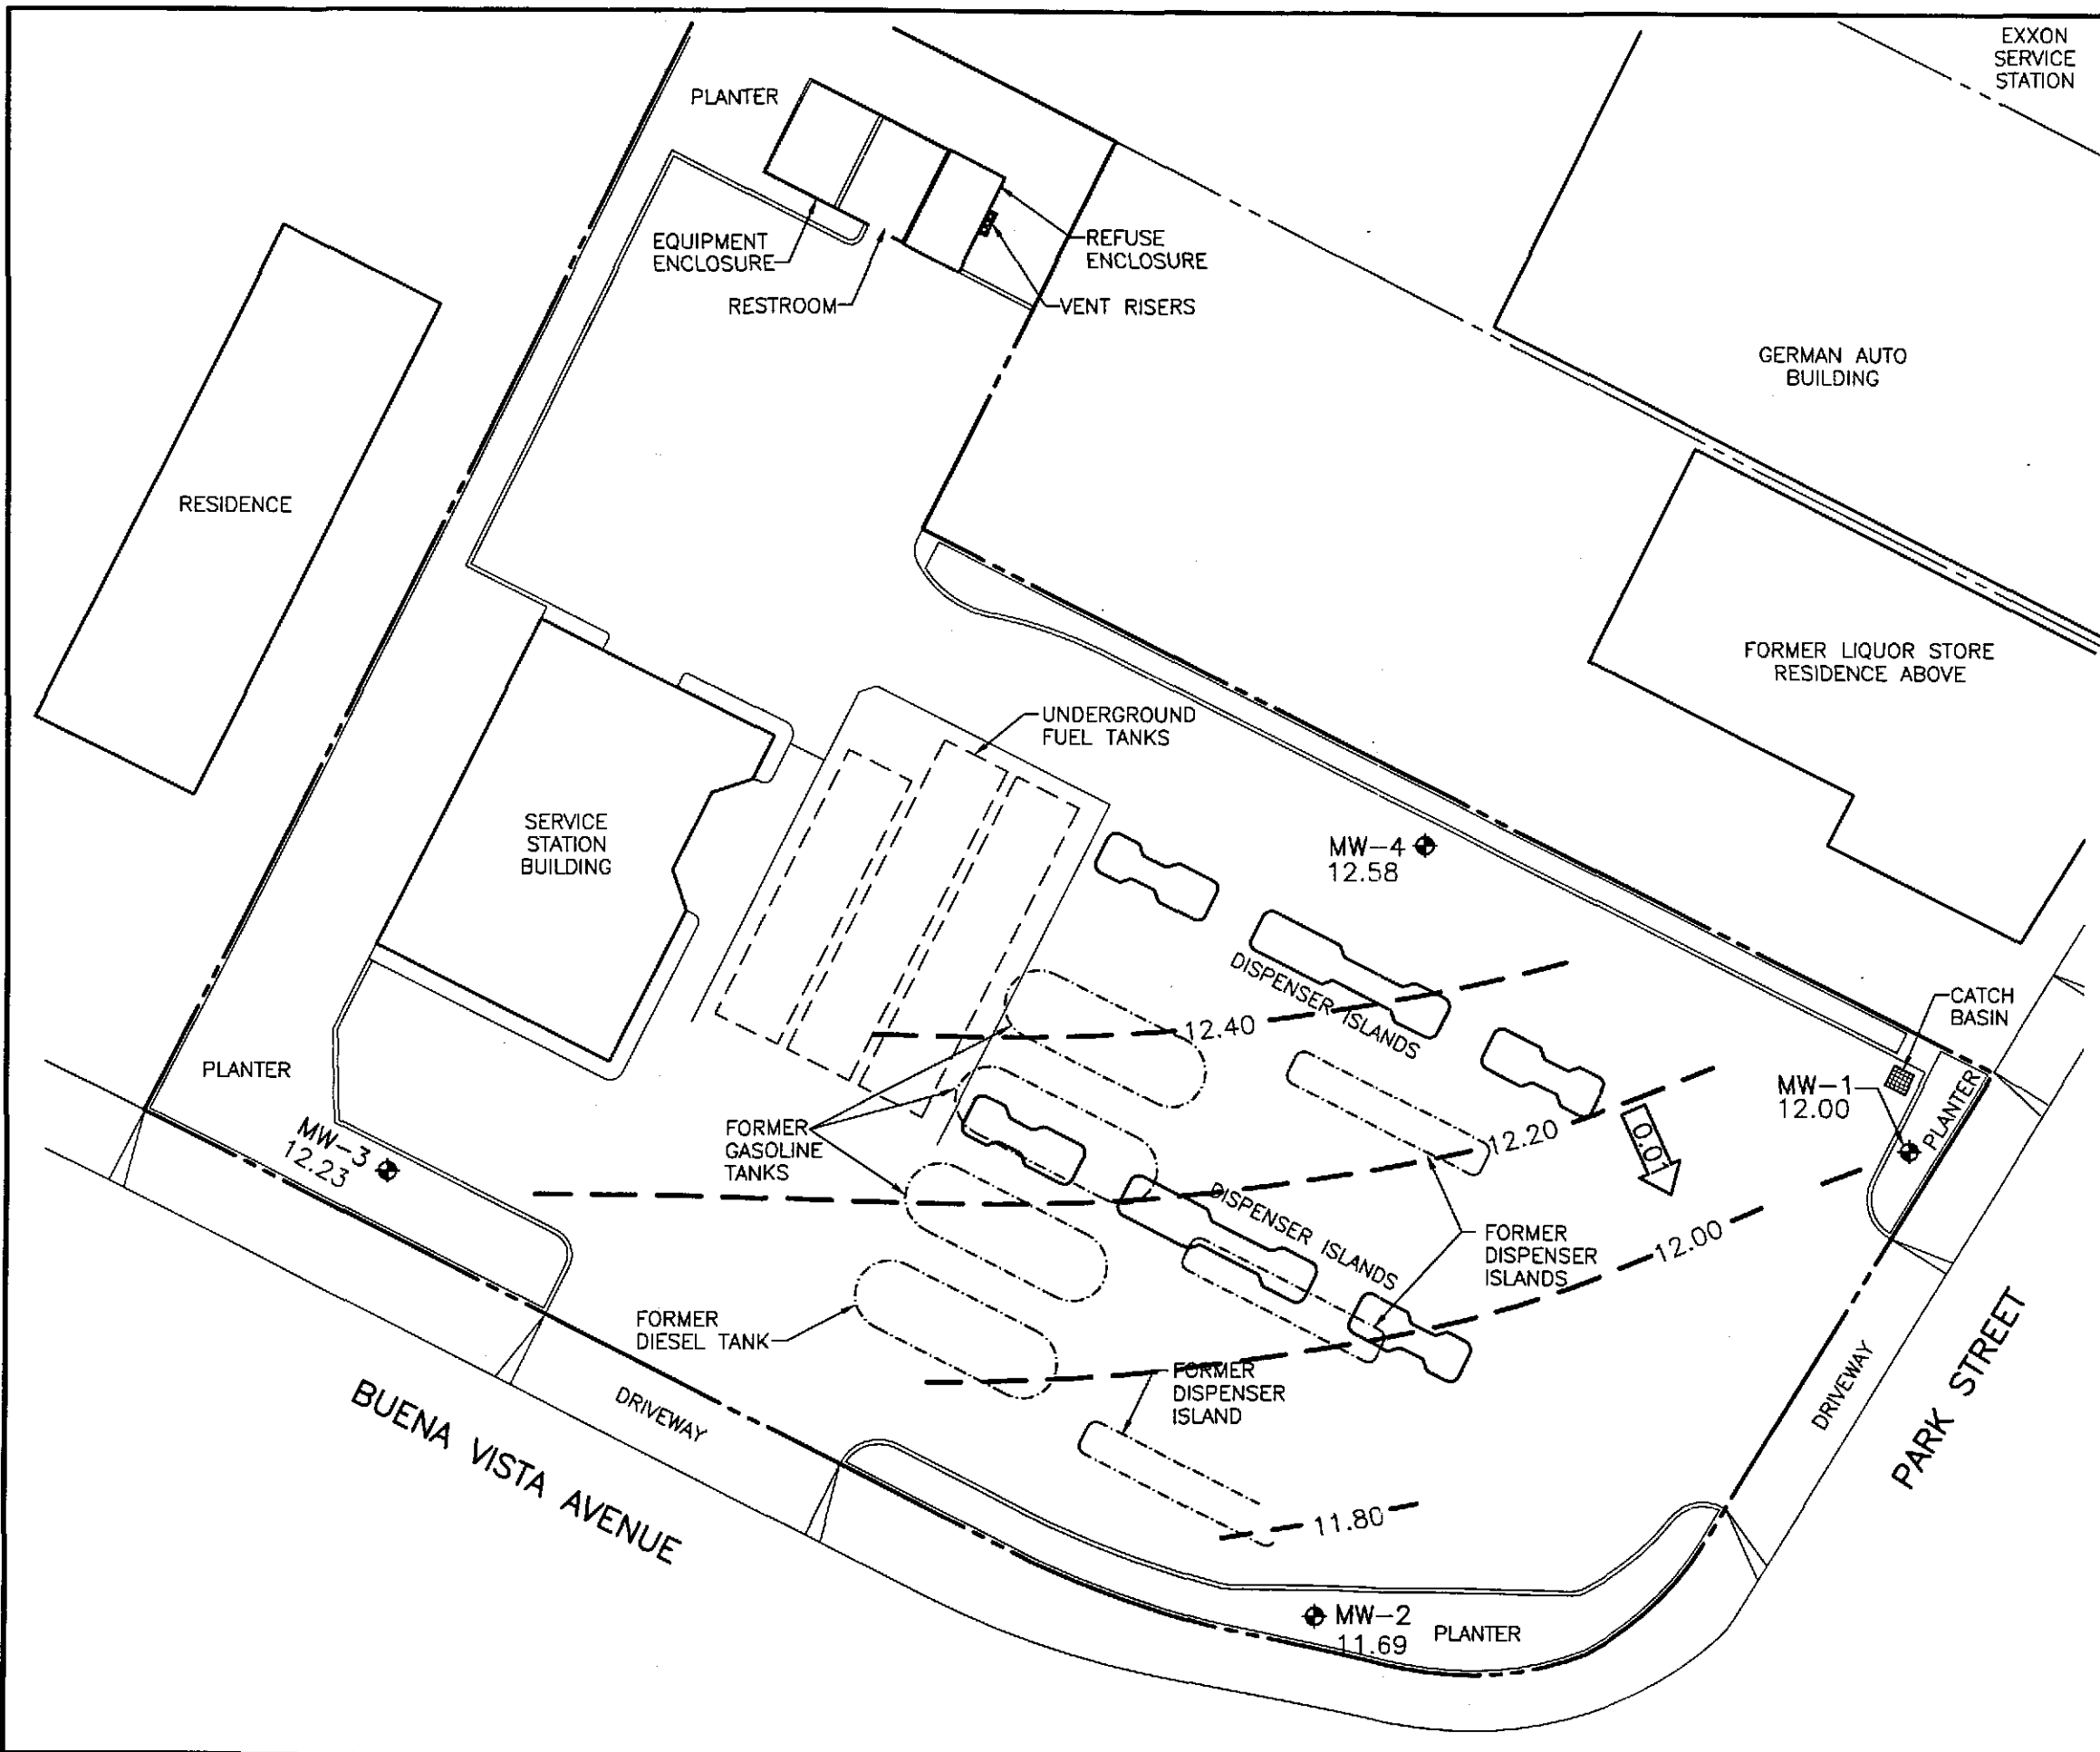 EXXON
SERVICE
STATION
PLANTER
EQUIPMENT
ENCLOSURE
REFUSE
ENCLOSURE
RESTROOM
VENT RISERS
GERMAN AUTO
BUILDING
RESIDENCE
FORMER LIQUOR STORE
RESIDENCE ABOVE
UNDERGROUND
FUEL TANKS
SERVICE
STATION
BUILDING
MW-4
12.58
DISPENSER ISLANDS
12.40
CATCH
BASIN
PLANTER
MW-1
12.00
PLANTER
MW-3
12.23
FORMER
GASOLINE
TANKS
12.20
0.01
DISPENSER ISLANDS
FORMER
DISPENSER
ISLANDS
12.00
FORMER
DIESEL TANK
FORMER
DISPENSER
ISLAND
DRIVEWAY
DRIVEWAY
PARK STREET
BUENA VISTA AVENUE
11.80
MW-2
11.69
PLANTER